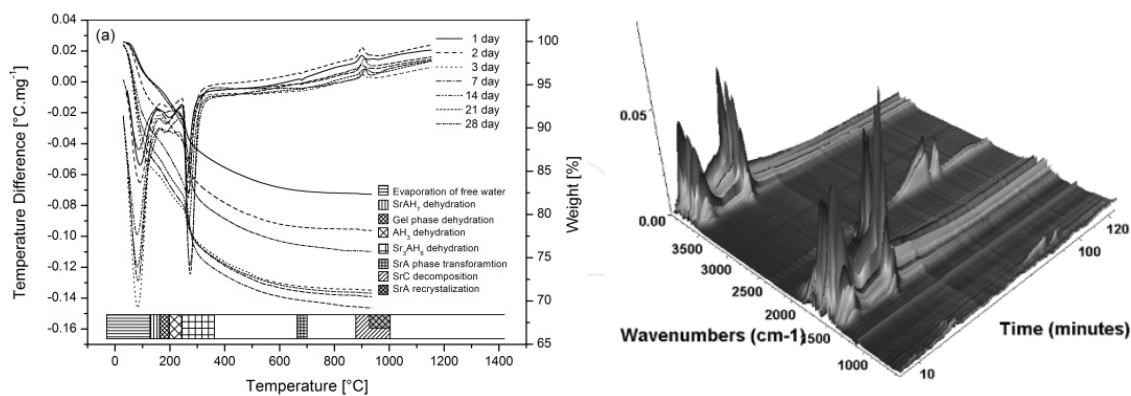 (a)
0.04
0.02
0.00
-0.02
-0.04
-0.06
-0.08
-0.10
-0.12
-0.14
-0.16
Temperature Difference [°C.mg⁻¹]
1 day
2 day
3 day
7 day
14 day
21 day
28 day
Evaporation of free water
SrAH₇ dehydration
Gel phase dehydration
AH₃ dehydration
Sr₃AH₆ dehydration
SrA phase transforamtion
SrC decomposition
SrA recrystalization
100
95
90
85
80
75
70
65
Weight [%]
0 200 400 600 800 1000 1200 1400
Temperature [°C]
0.05
0.00
3500
3000
2500
2000
1500
1000
Wavenumbers (cm-1)
10
100
120
Time (minutes)